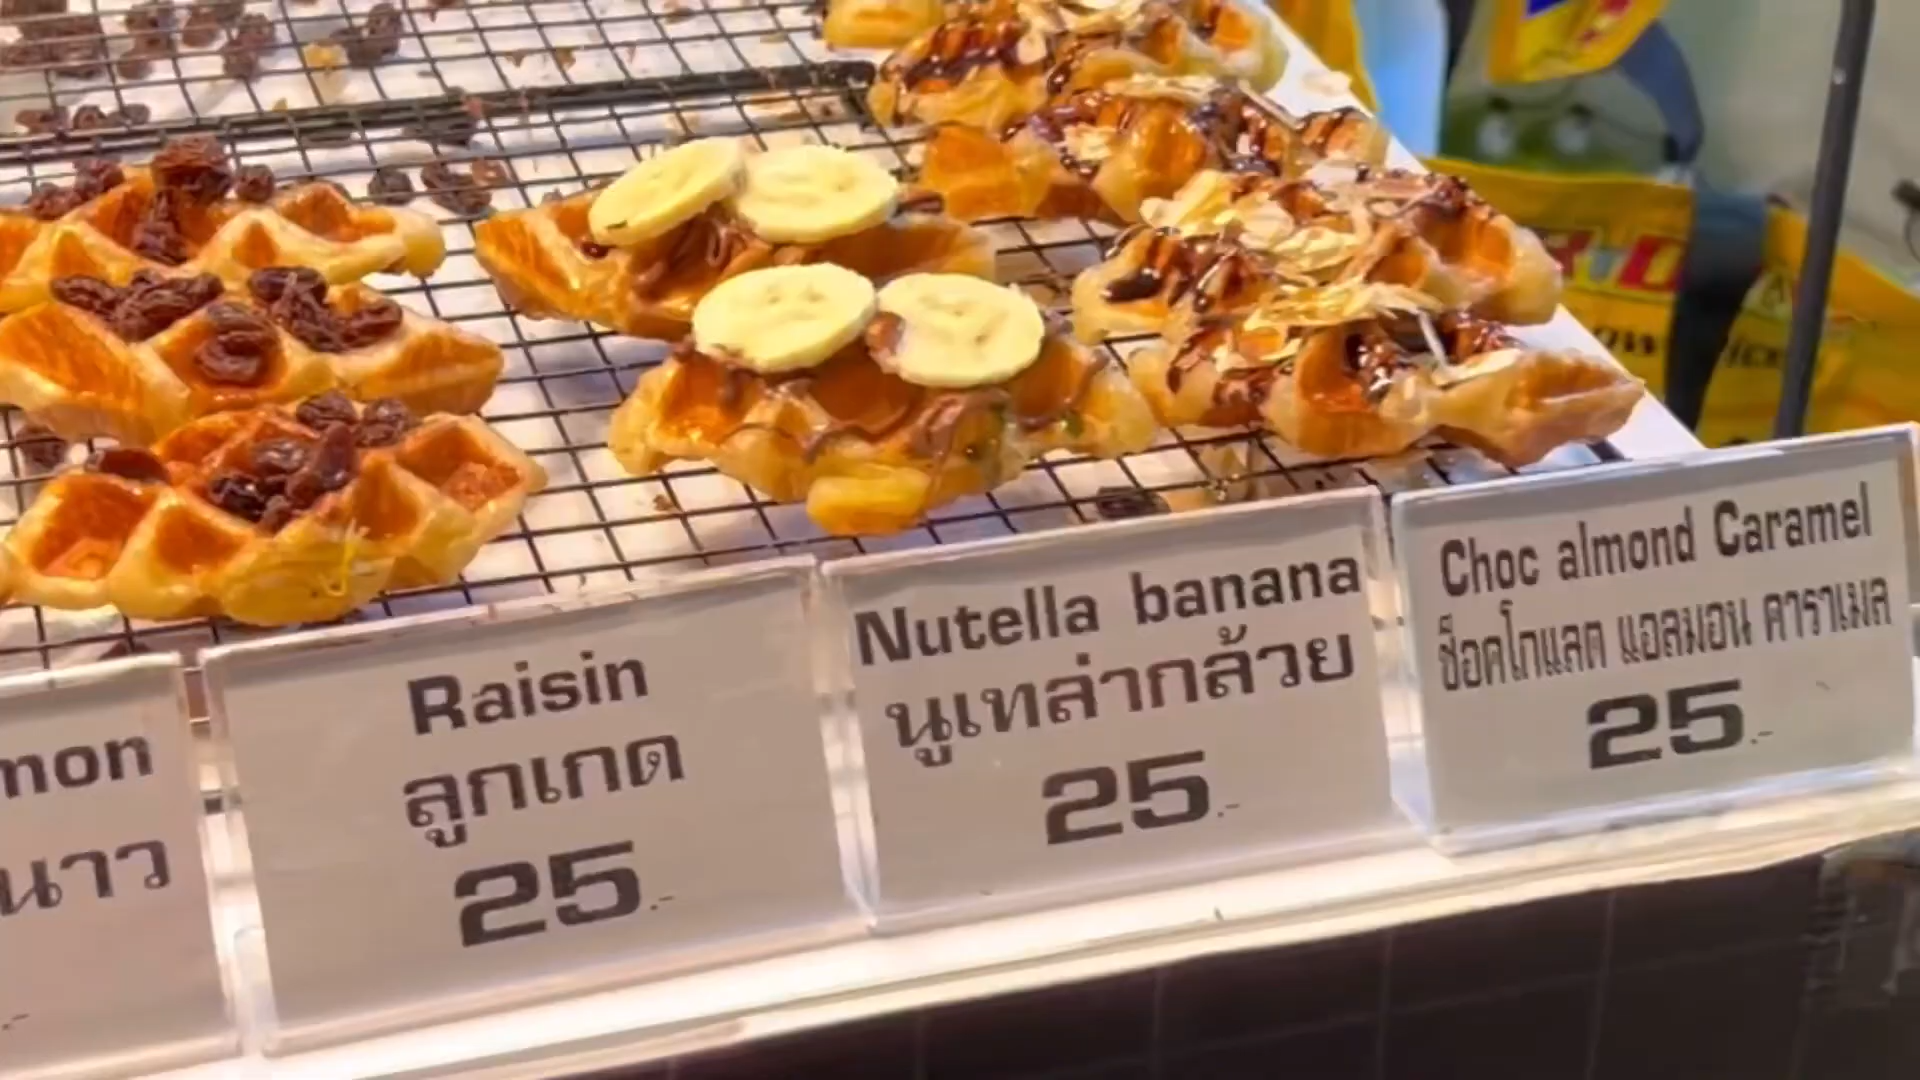 mon
นาว
.-
Raisin
ลูกเกด
25.-
Nutella banana
นูเทล่ากล้วย
25.-
Choc almond Caramel
ช็อคโกแลต แอลมอน คาราเมล
25.-